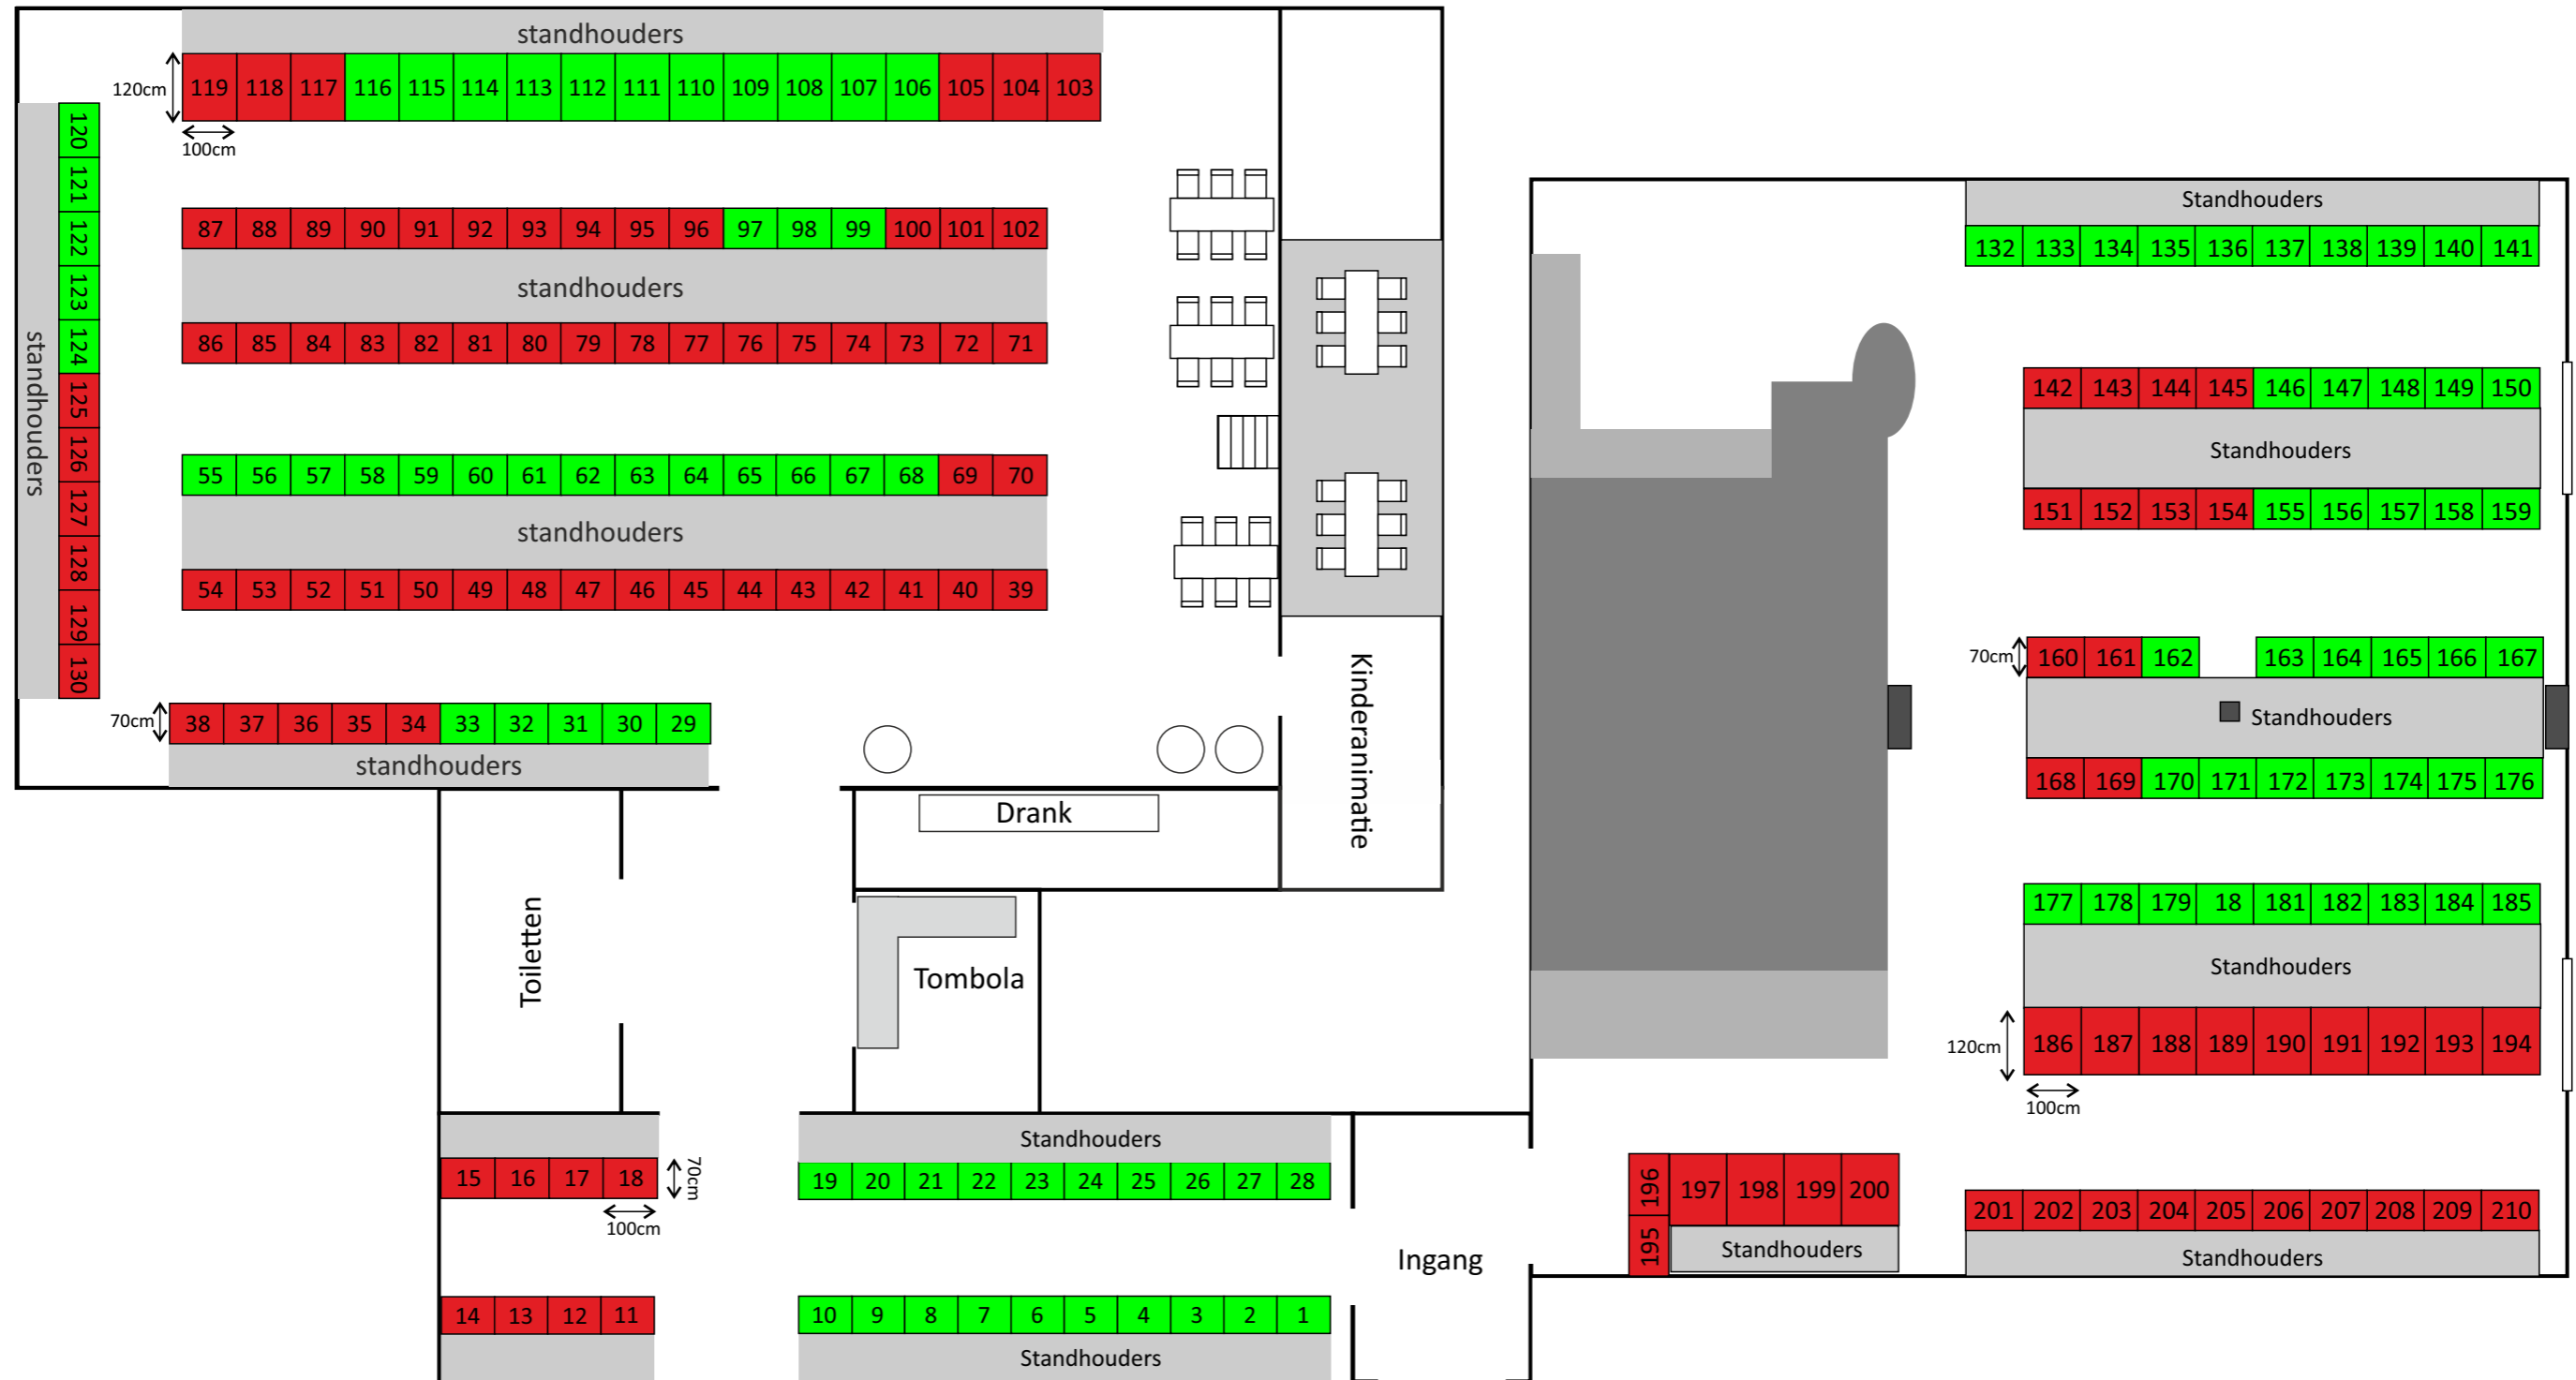 standhouders
120cm
119 118 117 116 115 114 113 112 111 110 109 108 107 106 105 104 103
100cm
120 121 122 123 124 125 126 127 128 129 130
standhouders
87 88 89 90 91 92 93 94 95 96 97 98 99 100 101 102
standhouders
86 85 84 83 82 81 80 79 78 77 76 75 74 73 72 71
55 56 57 58 59 60 61 62 63 64 65 66 67 68 69 70
standhouders
54 53 52 51 50 49 48 47 46 45 44 43 42 41 40 39
70cm
38 37 36 35 34 33 32 31 30 29
standhouders
Kinderanimatie
Drank
Toiletten
Tombola
15 16 17 18
70cm
100cm
14 13 12 11
Standhouders
19 20 21 22 23 24 25 26 27 28
10 9 8 7 6 5 4 3 2 1
Standhouders
Ingang
Standhouders
132 133 134 135 136 137 138 139 140 141
142 143 144 145 146 147 148 149 150
Standhouders
151 152 153 154 155 156 157 158 159
70cm
160 161 162 163 164 165 166 167
Standhouders
168 169 170 171 172 173 174 175 176
177 178 179 18 181 182 183 184 185
Standhouders
120cm
186 187 188 189 190 191 192 193 194
100cm
196
195
197 198 199 200
Standhouders
201 202 203 204 205 206 207 208 209 210
Standhouders